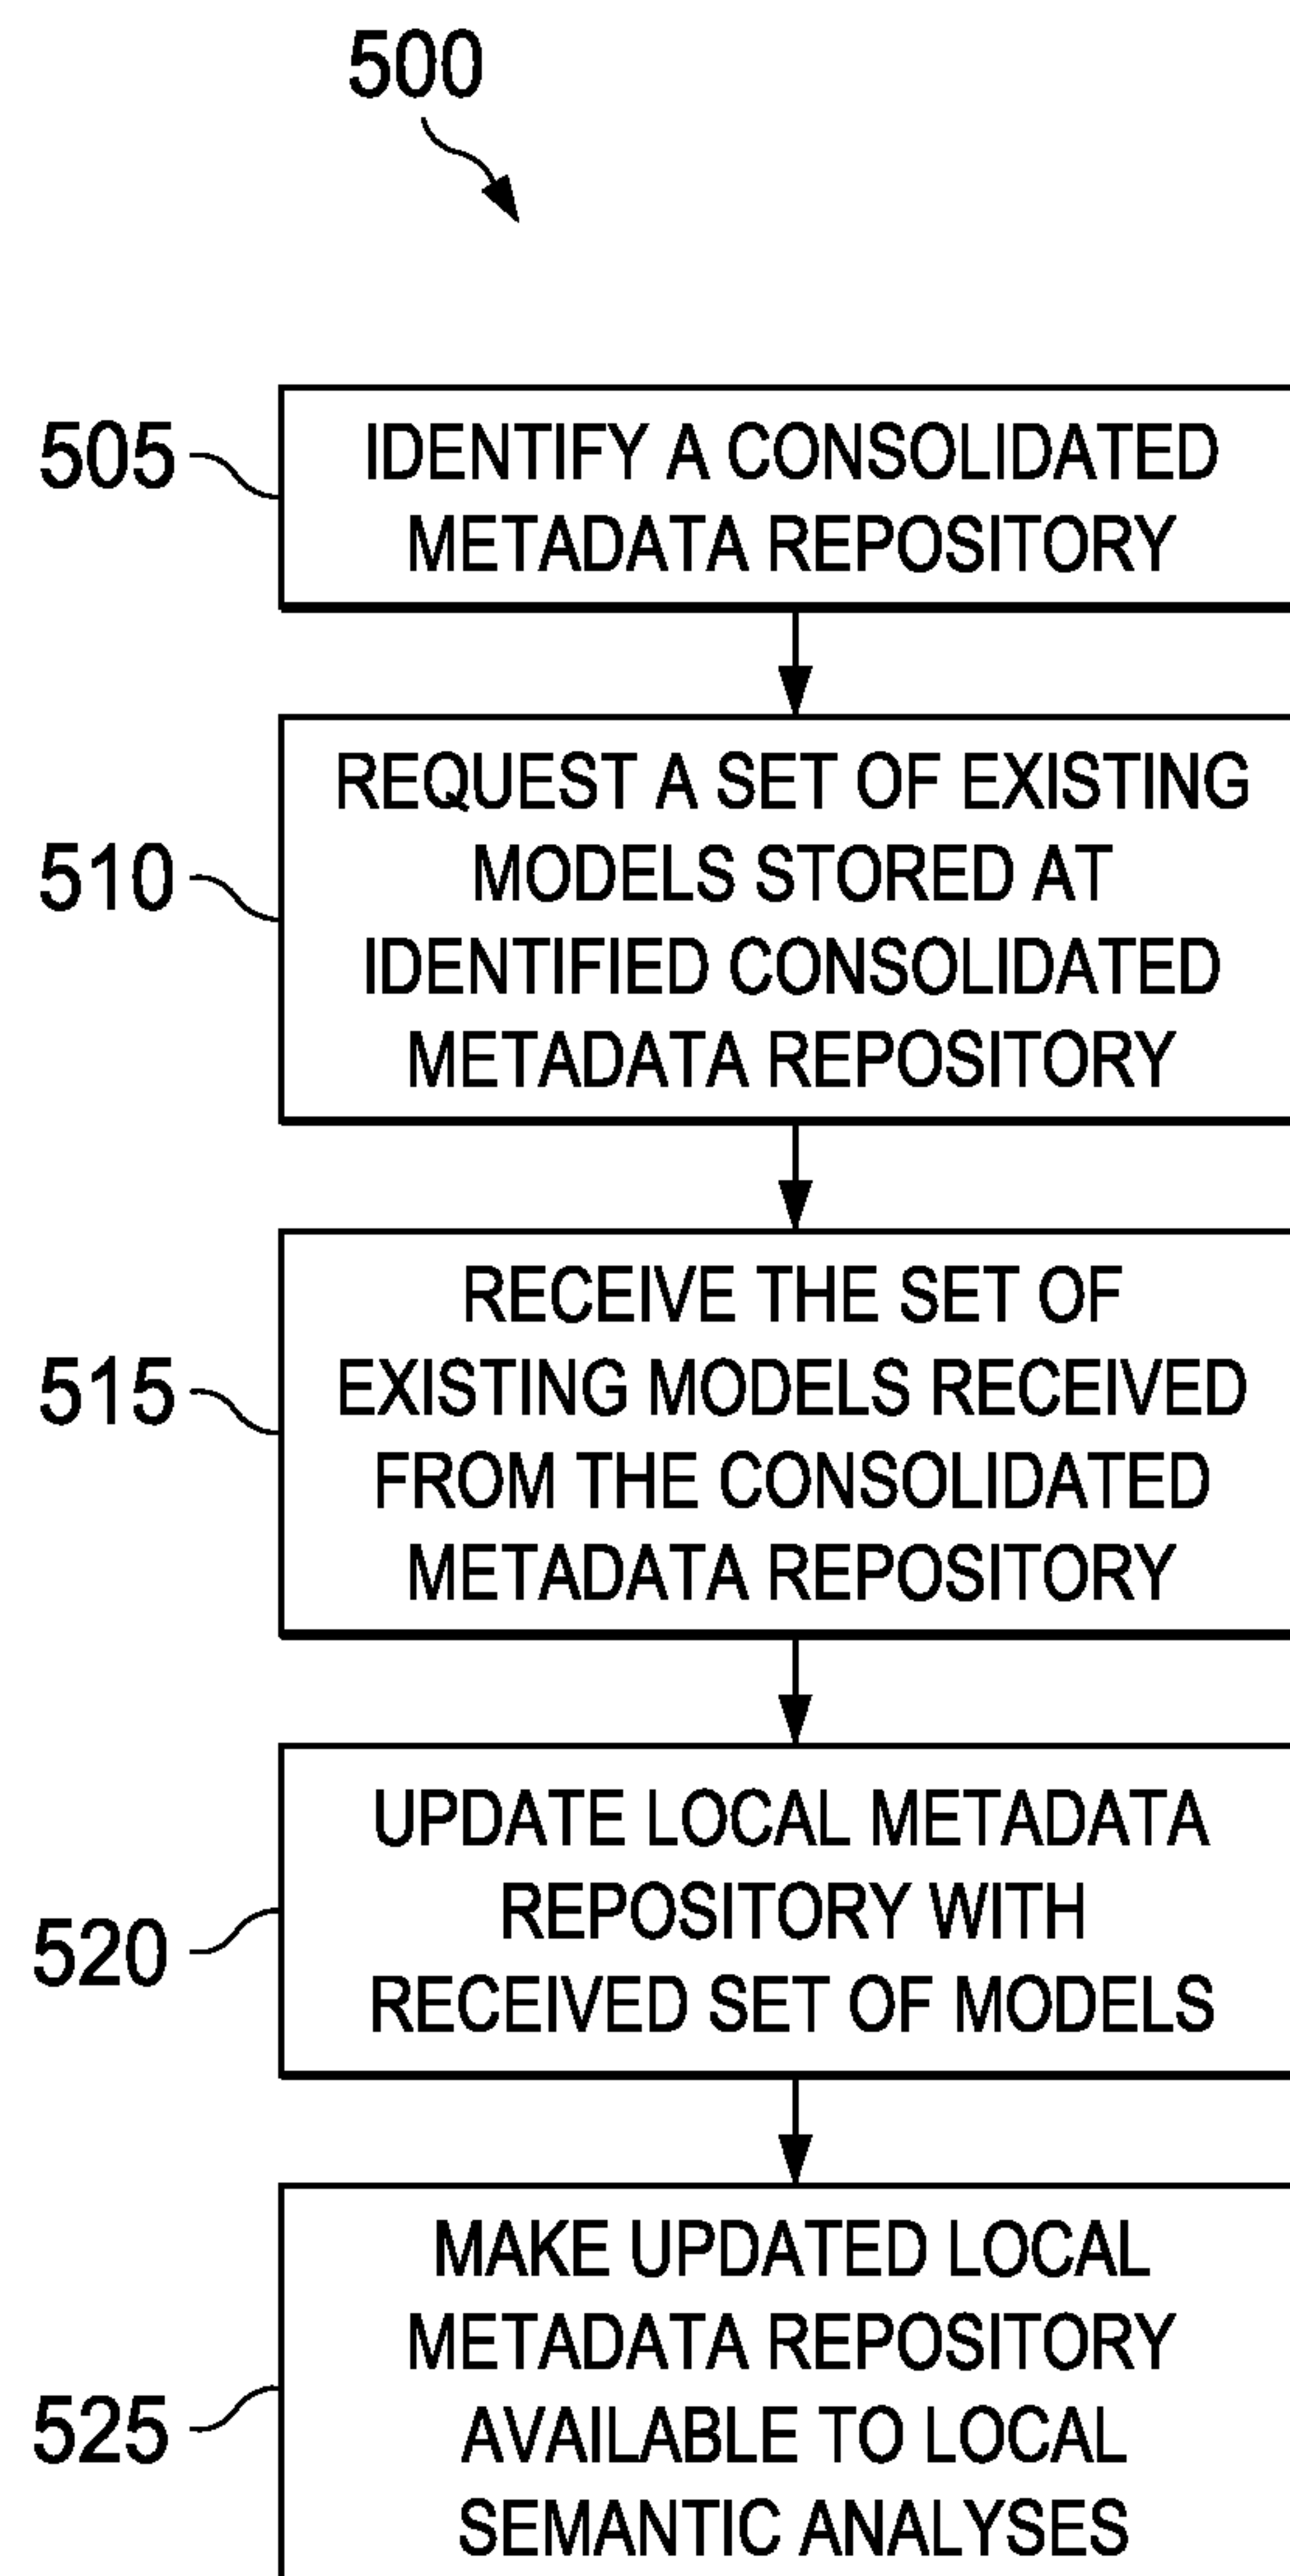 500
505
IDENTIFY A CONSOLIDATED
METADATA REPOSITORY
510
REQUEST A SET OF EXISTING
MODELS STORED AT
IDENTIFIED CONSOLIDATED
METADATA REPOSITORY
515
RECEIVE THE SET OF
EXISTING MODELS RECEIVED
FROM THE CONSOLIDATED
METADATA REPOSITORY
520
UPDATE LOCAL METADATA
REPOSITORY WITH
RECEIVED SET OF MODELS
525
MAKE UPDATED LOCAL
METADATA REPOSITORY
AVAILABLE TO LOCAL
SEMANTIC ANALYSES